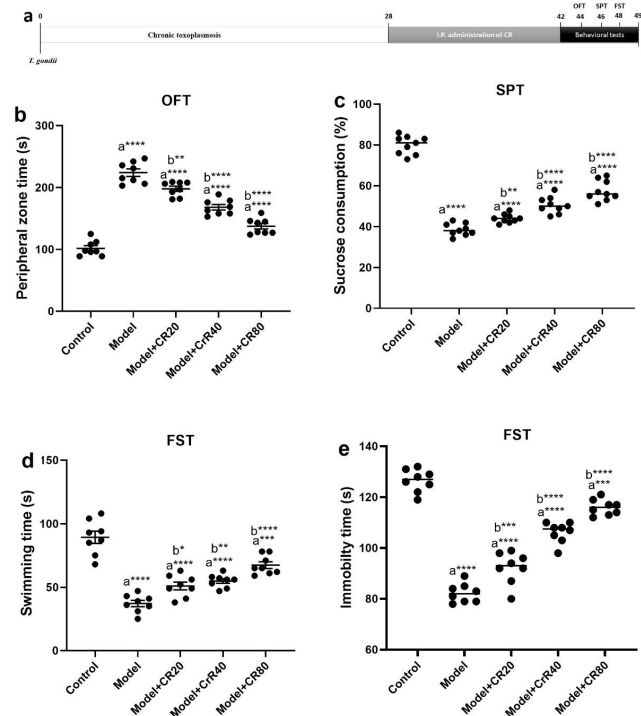 a
OFT SPT FST
0 28 42 44 46 48 49
Chronic toxoplasmosis I.P. administration of CR Behavioral tests
T. gondii
b
OFT
Peripheral zone time (s)
300
200
100
0
a****
b**
a****
b****
a****
b****
a****
Control Model Model+CR20 Model+CrR40 Model+CR80
c
SPT
Sucrose consumption (%)
100
80
60
40
20
0
a****
b**
a****
b****
a****
b****
a****
Control Model Model+CR20 Model+CrR40 Model+CR80
d
FST
Swimming time (s)
150
100
50
0
a****
b*
a****
b**
a****
b****
a***
Control Model Model+CR20 Model+CrR40 Model+CR80
e
FST
Immobilty time (s)
140
120
100
80
60
a****
b***
a****
b****
a****
b****
a***
Control Model Model+CR20 Model+CrR40 Model+CR80